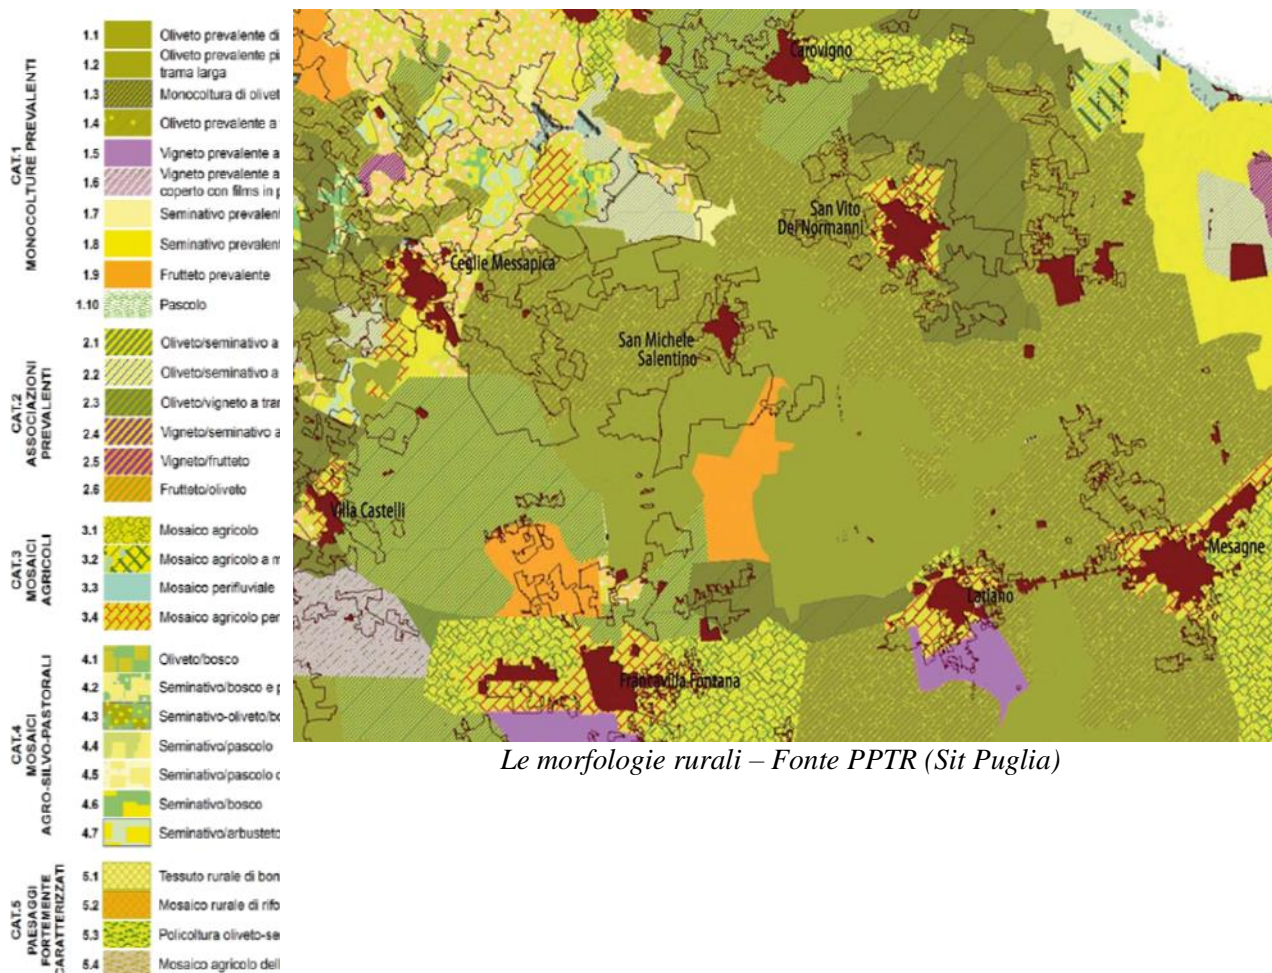 CAT.1
MONOCOLTURE PREVALENTI
1.1 Oliveto prevalente di
1.2 Oliveto prevalente pi
trama larga
1.3 Monocoltura di olivet
1.4 Oliveto prevalente a
1.5 Vigneto prevalente a
1.6 Vigneto prevalente a
coperto con films in p
1.7 Seminativo prevalent
1.8 Seminativo prevalent
1.9 Frutteto prevalente
1.10 Pascolo
CAT.2
ASSOCIAZIONI
PREVALENTI
2.1 Oliveto/seminativo a
2.2 Oliveto/seminativo a
2.3 Oliveto/vigneto a trar
2.4 Vigneto/seminativo a
2.5 Vigneto/frutteto
2.6 Frutteto/oliveto
CAT.3
MOSAICI
AGRICOLI
3.1 Mosaico agricolo
3.2 Mosaico agricolo a m
3.3 Mosaico perifluviale
3.4 Mosaico agricolo per
CAT.4
MOSAICI
AGRO-SILVO-PASTORALI
4.1 Oliveto/bosco
4.2 Seminativo/bosco e p
4.3 Seminativo-oliveto/bo
4.4 Seminativo/pascolo
4.5 Seminativo/pascolo c
4.6 Seminativo/bosco
4.7 Seminativo/arbusteto
CAT.5
PAESAGGI
FORTEMENTE
CARATTERIZZATI
5.1 Tessuto rurale di bon
5.2 Mosaico rurale di rifo
5.3 Policoltura oliveto-se
5.4 Mosaico agricolo dell
Carovigno
San Vito
Dei Normanni
Ceglie Messapica
San Michele
Salentino
Villa Castelli
Mesagne
Latiano
Francavilla Fontana
Le morfologie rurali – Fonte PPTR (Sit Puglia)